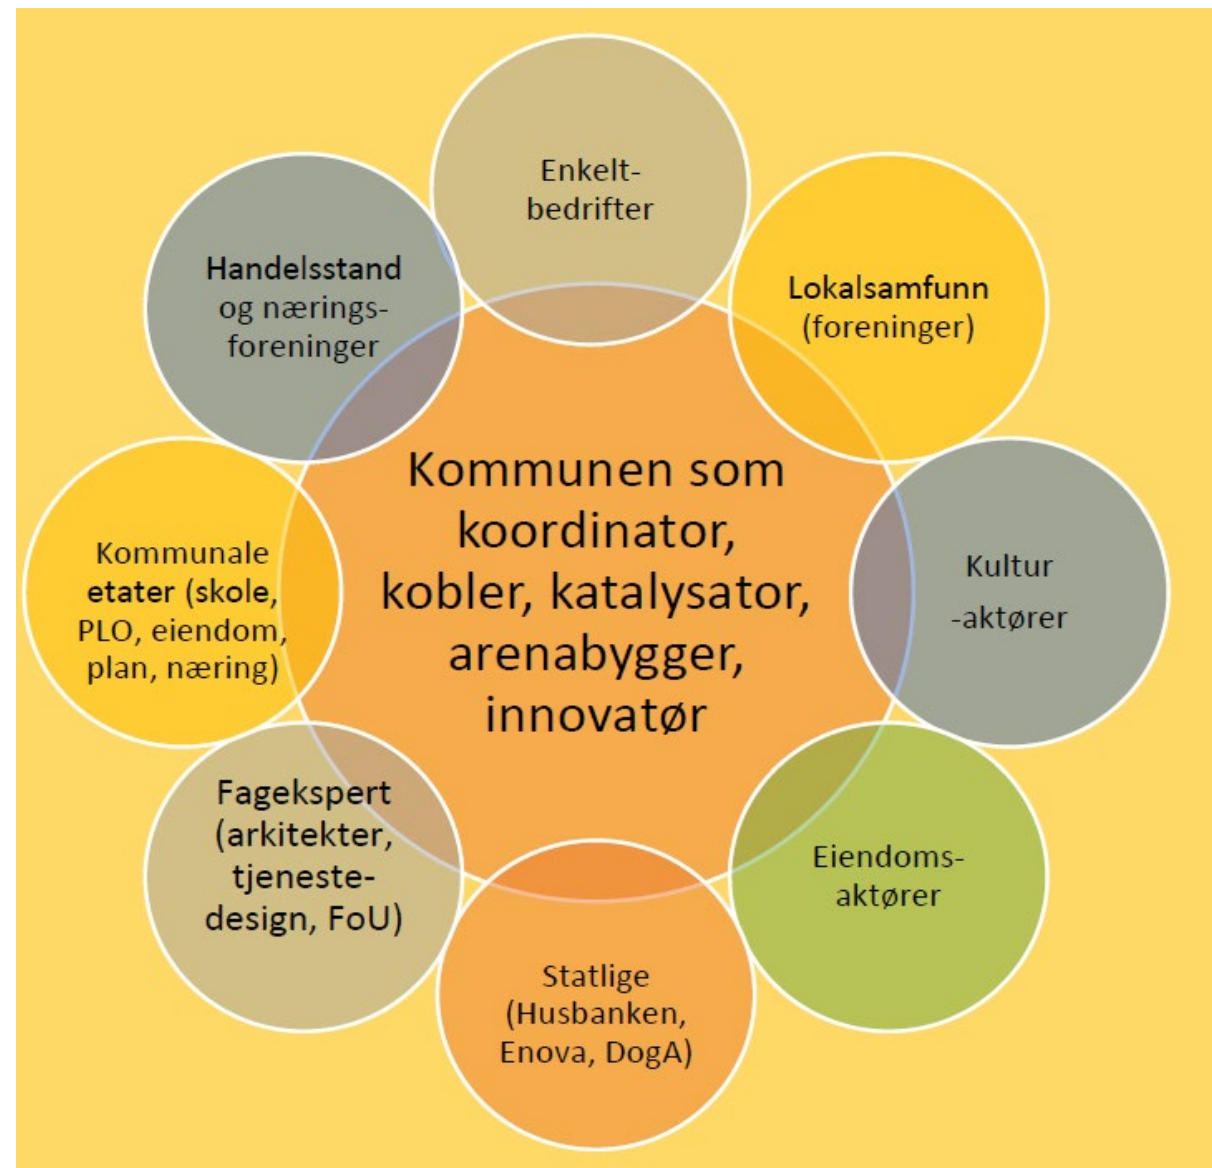 Enkelt-
bedrifter
Handelsstand
og nærings-
foreninger
Lokalsamfunn
(foreninger)
Kommunen som
koordinator,
kobler, katalysator,
arenabygger,
innovatør
Kommunale
etater (skole,
PLO, eiendom,
plan, næring)
Kultur
-aktører
Fagekspert
(arkitekter,
tjeneste-
design, FoU)
Eiendoms-
aktører
Statlige
(Husbanken,
Enova, DogA)